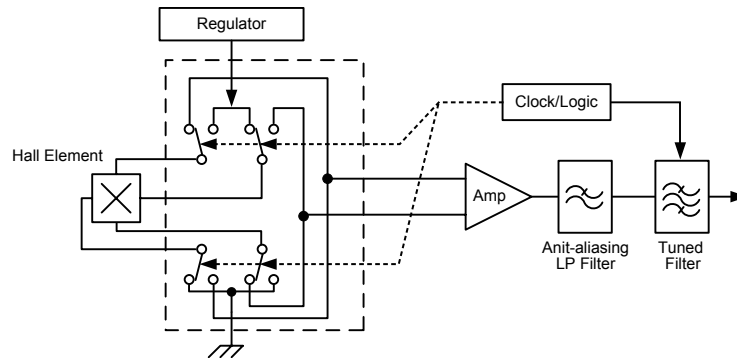 Regulator
Clock/Logic
Hall Element
Amp
Anit-aliasing
LP Filter
Tuned
Filter